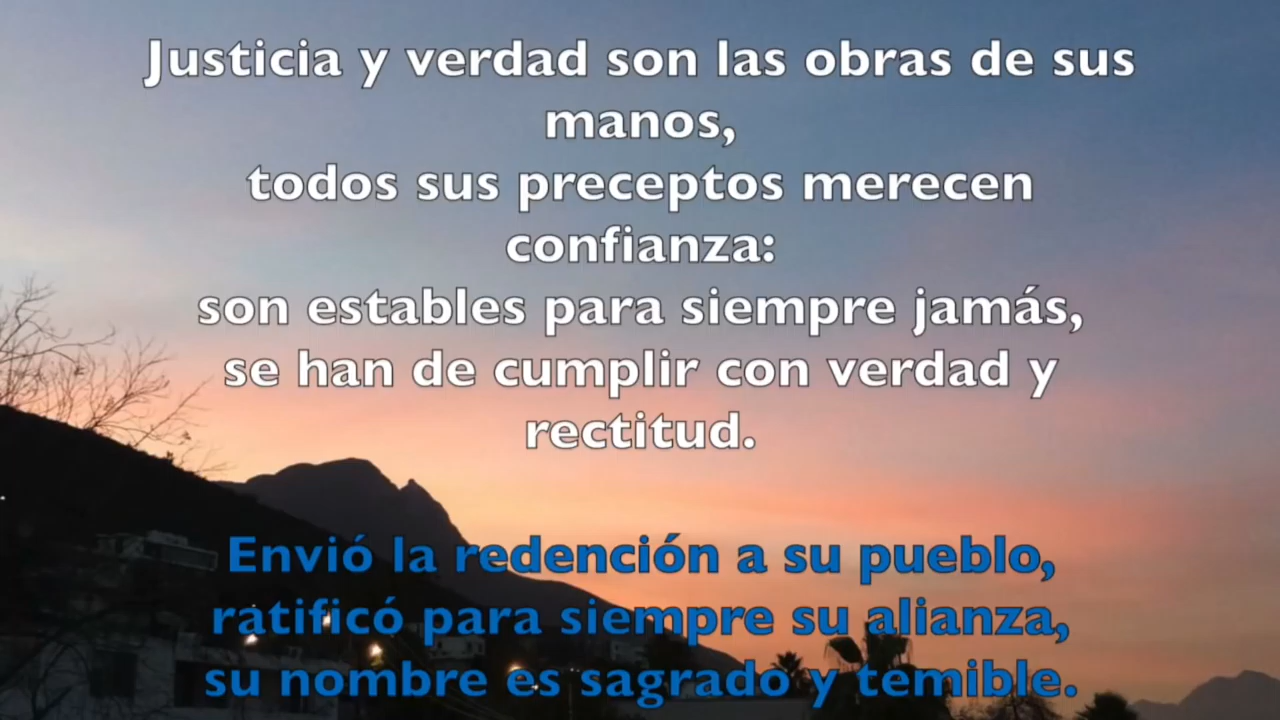 Justicia y verdad son las obras de sus
manos,
todos sus preceptos merecen
confianza:
son estables para siempre jamás,
se han de cumplir con verdad y
rectitud.
Envió la redención a su pueblo,
ratificó para siempre su alianza,
su nombre es sagrado y temible.